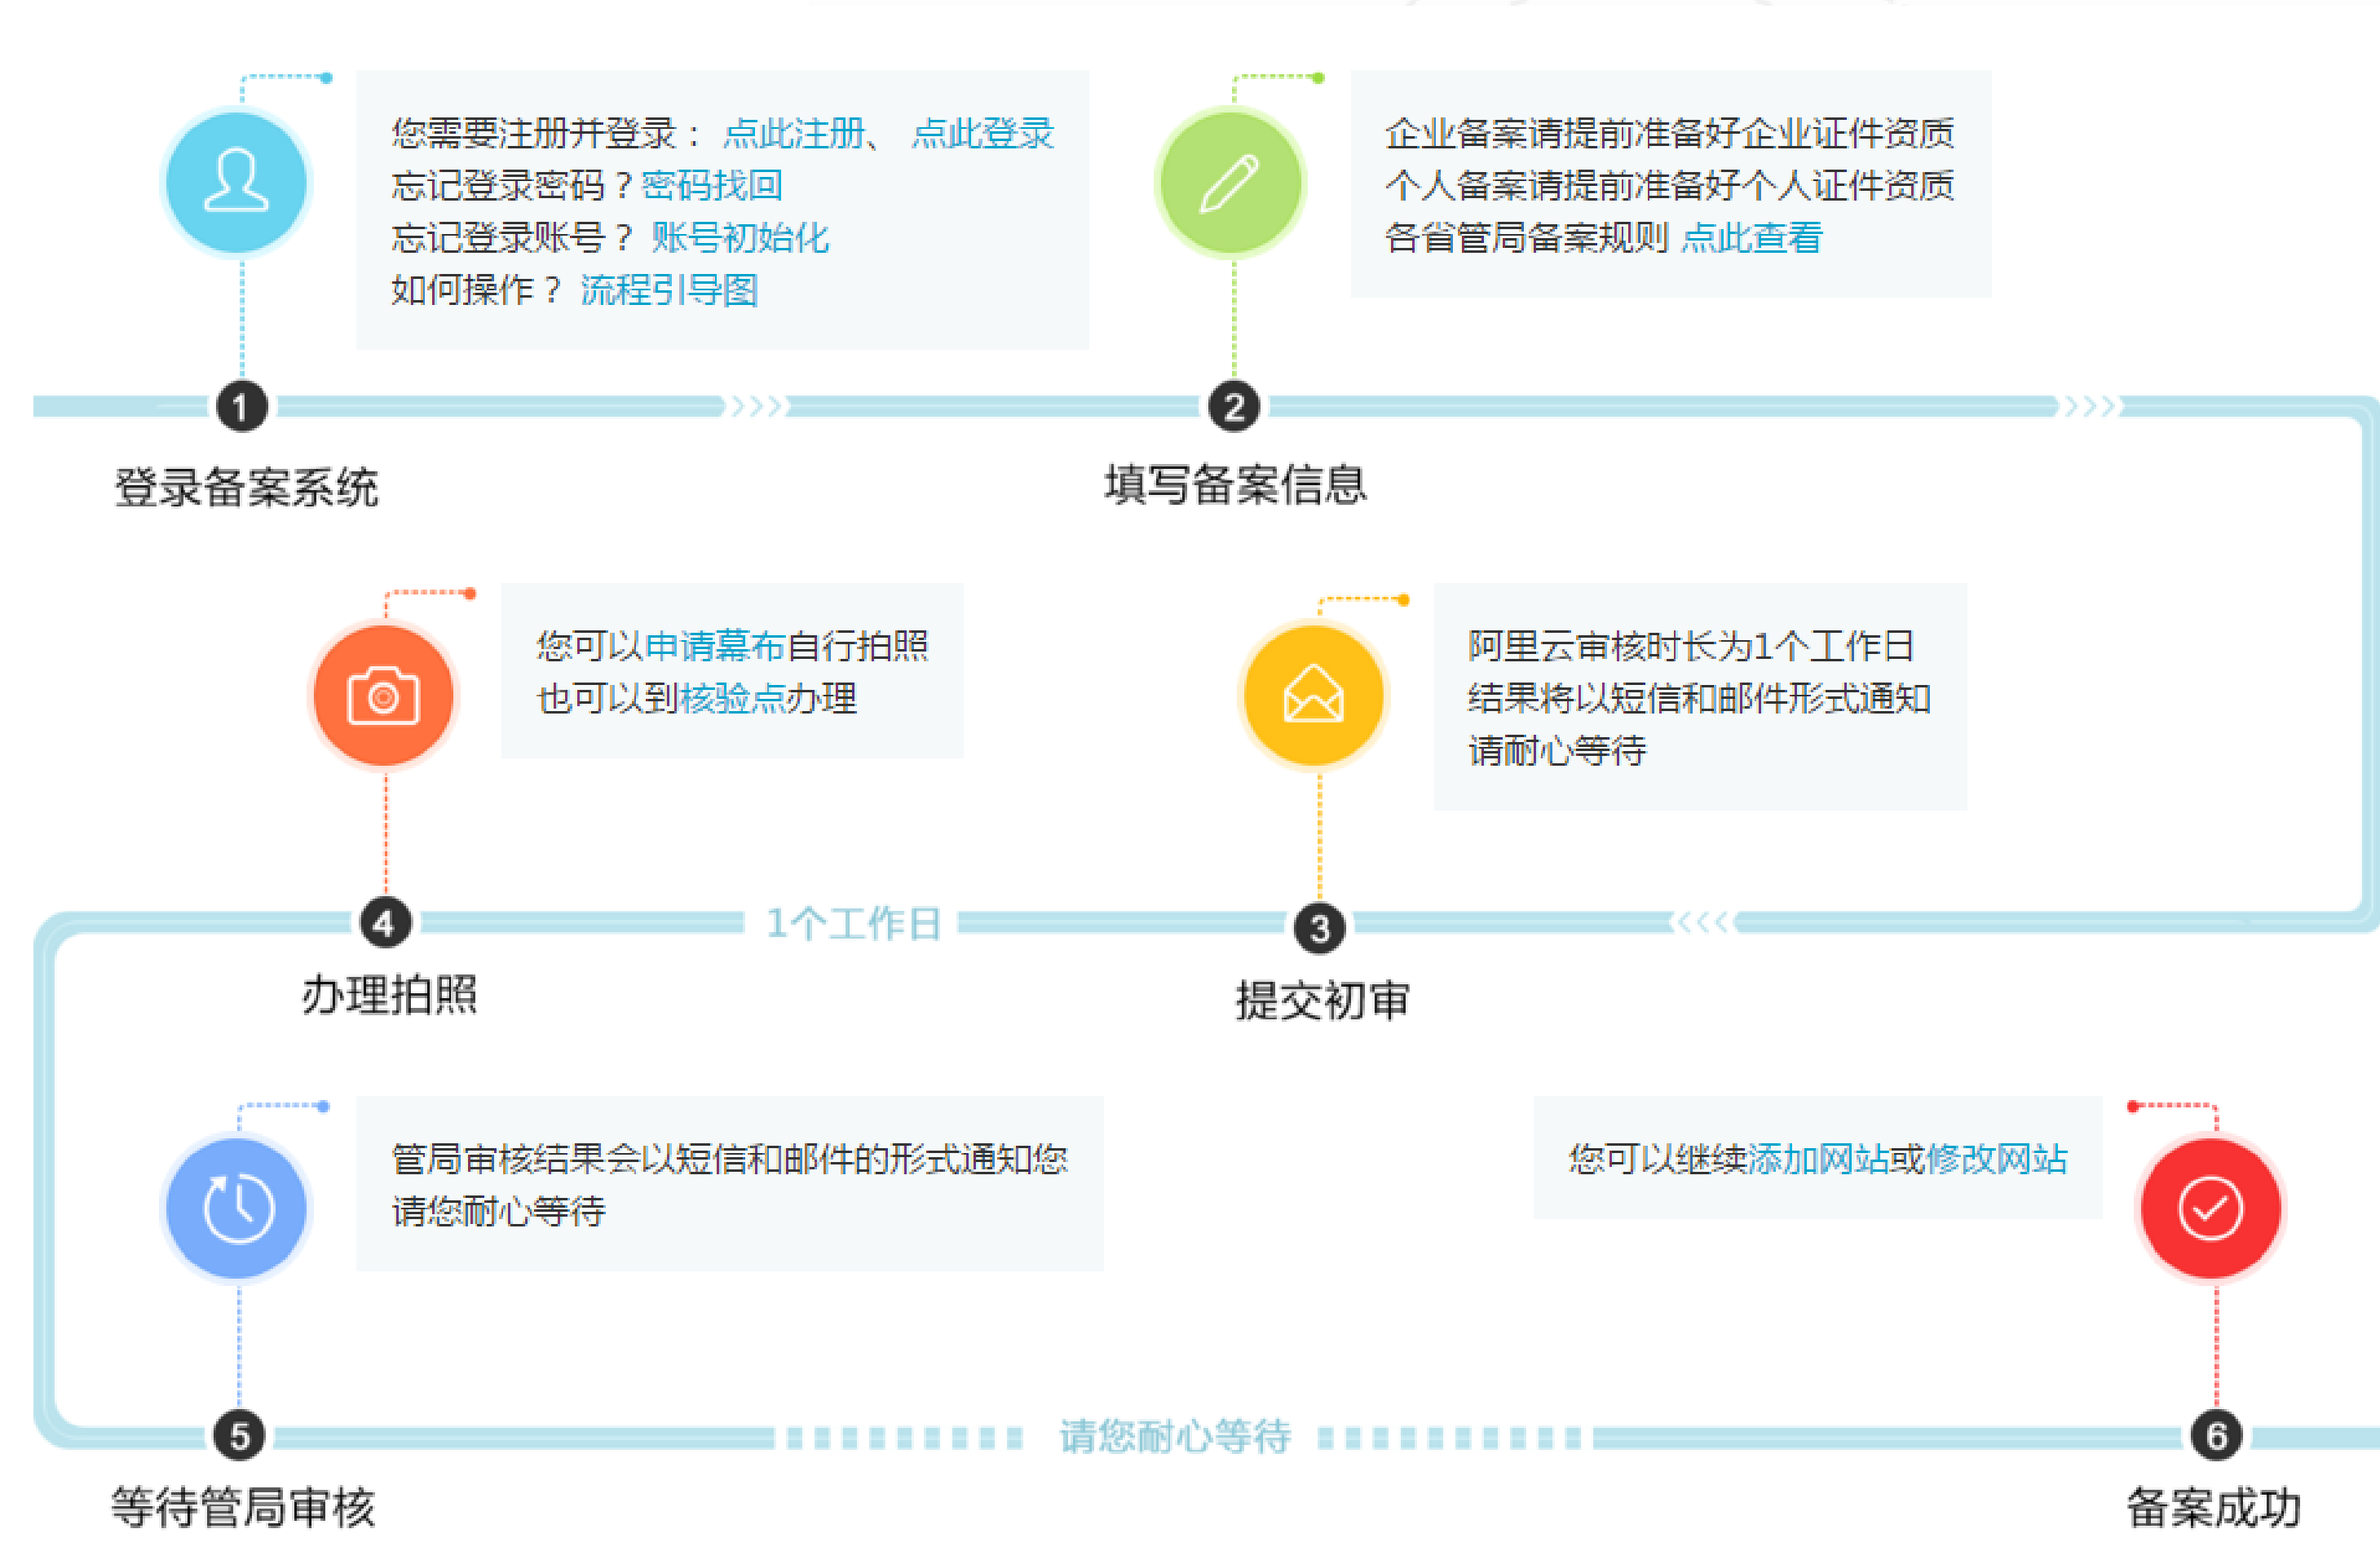 您需要注册并登录： 点此注册、 点此登录
忘记登录密码？密码找回
忘记登录账号？ 账号初始化
如何操作？ 流程引导图
1
登录备案系统
企业备案请提前准备好企业证件资质
个人备案请提前准备好个人证件资质
各省管局备案规则 点此查看
2
填写备案信息
阿里云审核时长为1个工作日
结果将以短信和邮件形式通知
请耐心等待
3
提交初审
1个工作日
您可以申请幕布自行拍照
也可以到核验点办理
4
办理拍照
管局审核结果会以短信和邮件的形式通知您
请您耐心等待
5
等待管局审核
请您耐心等待
您可以继续添加网站或修改网站
6
备案成功